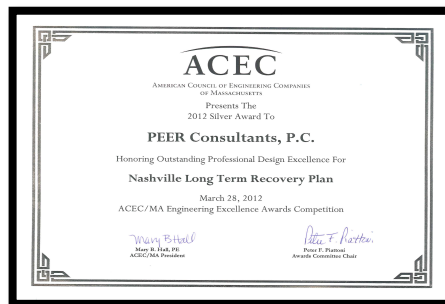 ACEC
AMERICAN COUNCIL OF ENGINEERING COMPANIES
OF MASSACHUSETTS
Presents The
2012 Silver Award To
PEER Consultants, P.C.
Honoring Outstanding Professional Design Excellence For
Nashville Long Term Recovery Plan
March 28, 2012
ACEC/MA Engineering Excellence Awards Competition
Mary B Hall
Peter F. Piattoni
Mary B. Hall, PE
Peter F. Piattoni
ACEC/MA President
Awards Committee Chair